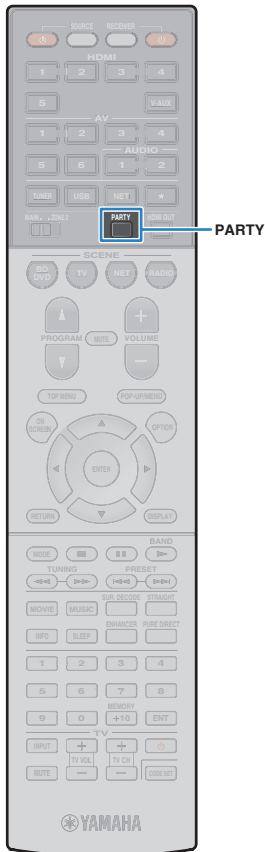 SOURCE RECEIVER
HDMI
1 2 3 4
5 V-AUX
AV
1 2 3 4
AUDIO
5 6 1 2
TUNER USB NET ★
MAIN ZONE2 PARTY HDMI OUT
PARTY
SCENE
BD DVD TV NET RADIO
PROGRAM MUTE VOLUME
TOP MENU POP-UP/MENU
ON SCREEN OPTION
ENTER
RETURN DISPLAY
BAND
MODE
TUNING PRESET
SUR. DECODE STRAIGHT
MOVIE MUSIC
ENHANCER PURE DIRECT
INFO SLEEP
1 2 3 4
5 6 7 8
MEMORY
9 0 +10 ENT
TV
INPUT + +
TV VOL TV CH
MUTE – – CODE SET
YAMAHA